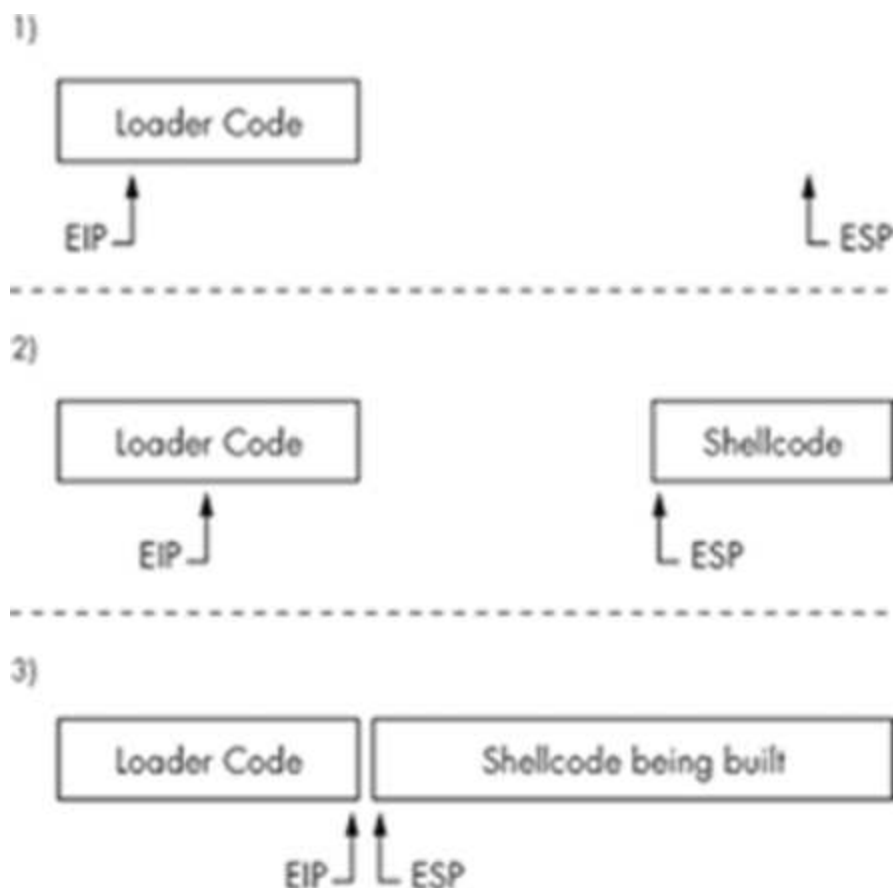 1)
Loader Code
EIP ESP
2)
Loader Code Shellcode
EIP ESP
3)
Loader Code Shellcode being built
EIP ESP